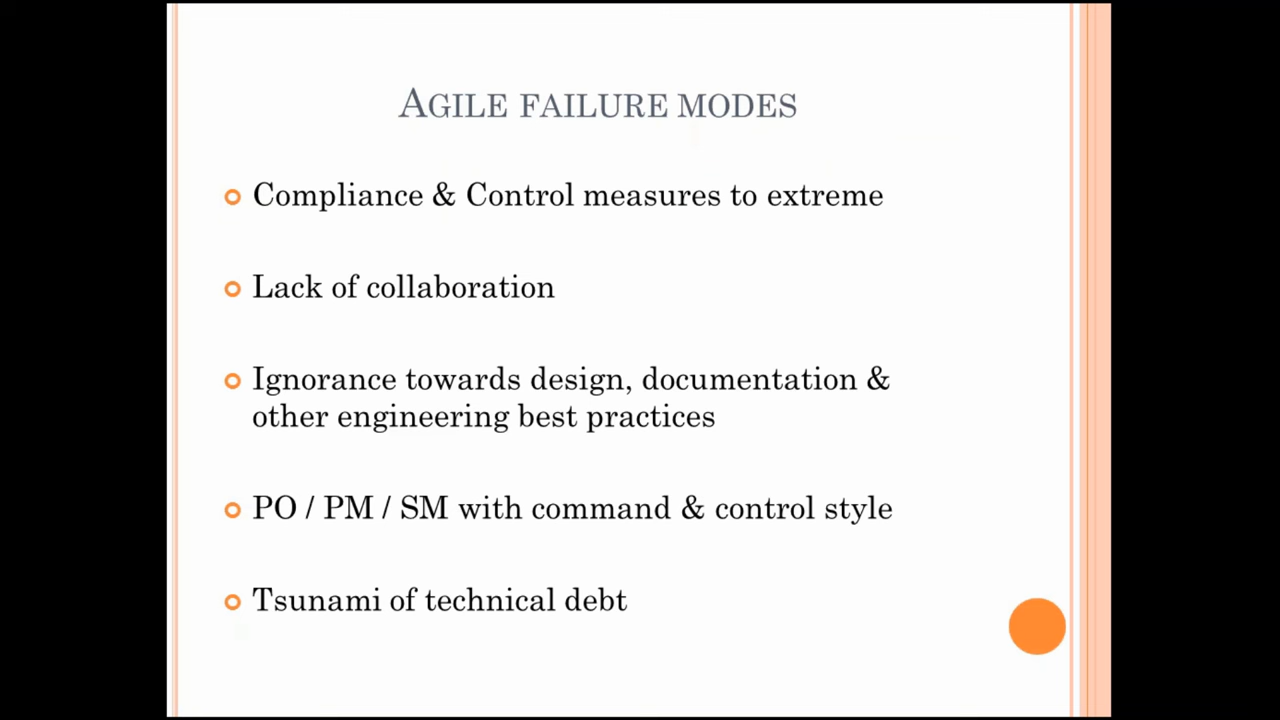 AGILE FAILURE MODES
Compliance & Control measures to extreme
Lack of collaboration
Ignorance towards design, documentation &
other engineering best practices
PO / PM / SM with command & control style
Tsunami of technical debt